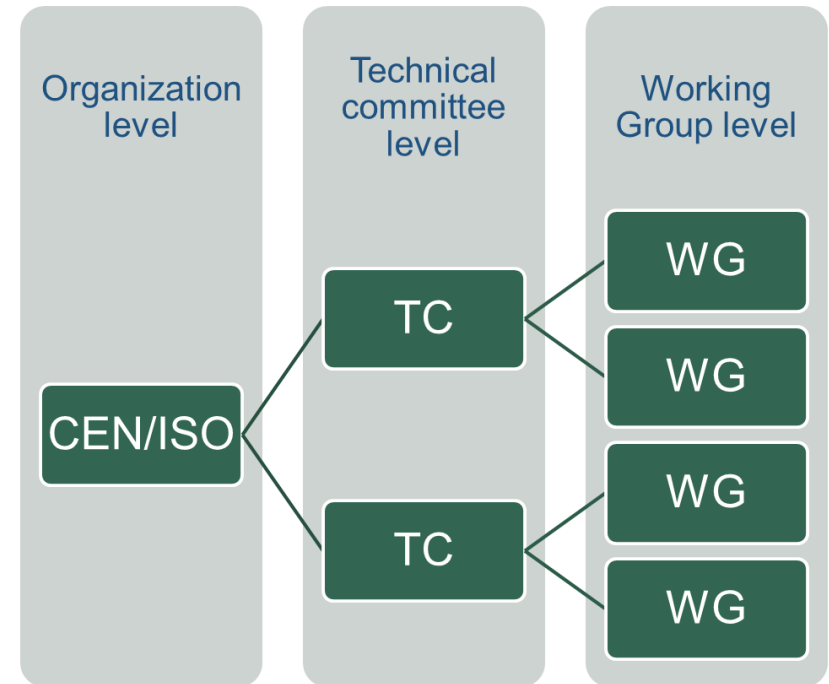 Organization
level
Technical
committee
level
Working
Group level
CEN/ISO
TC
TC
WG
WG
WG
WG